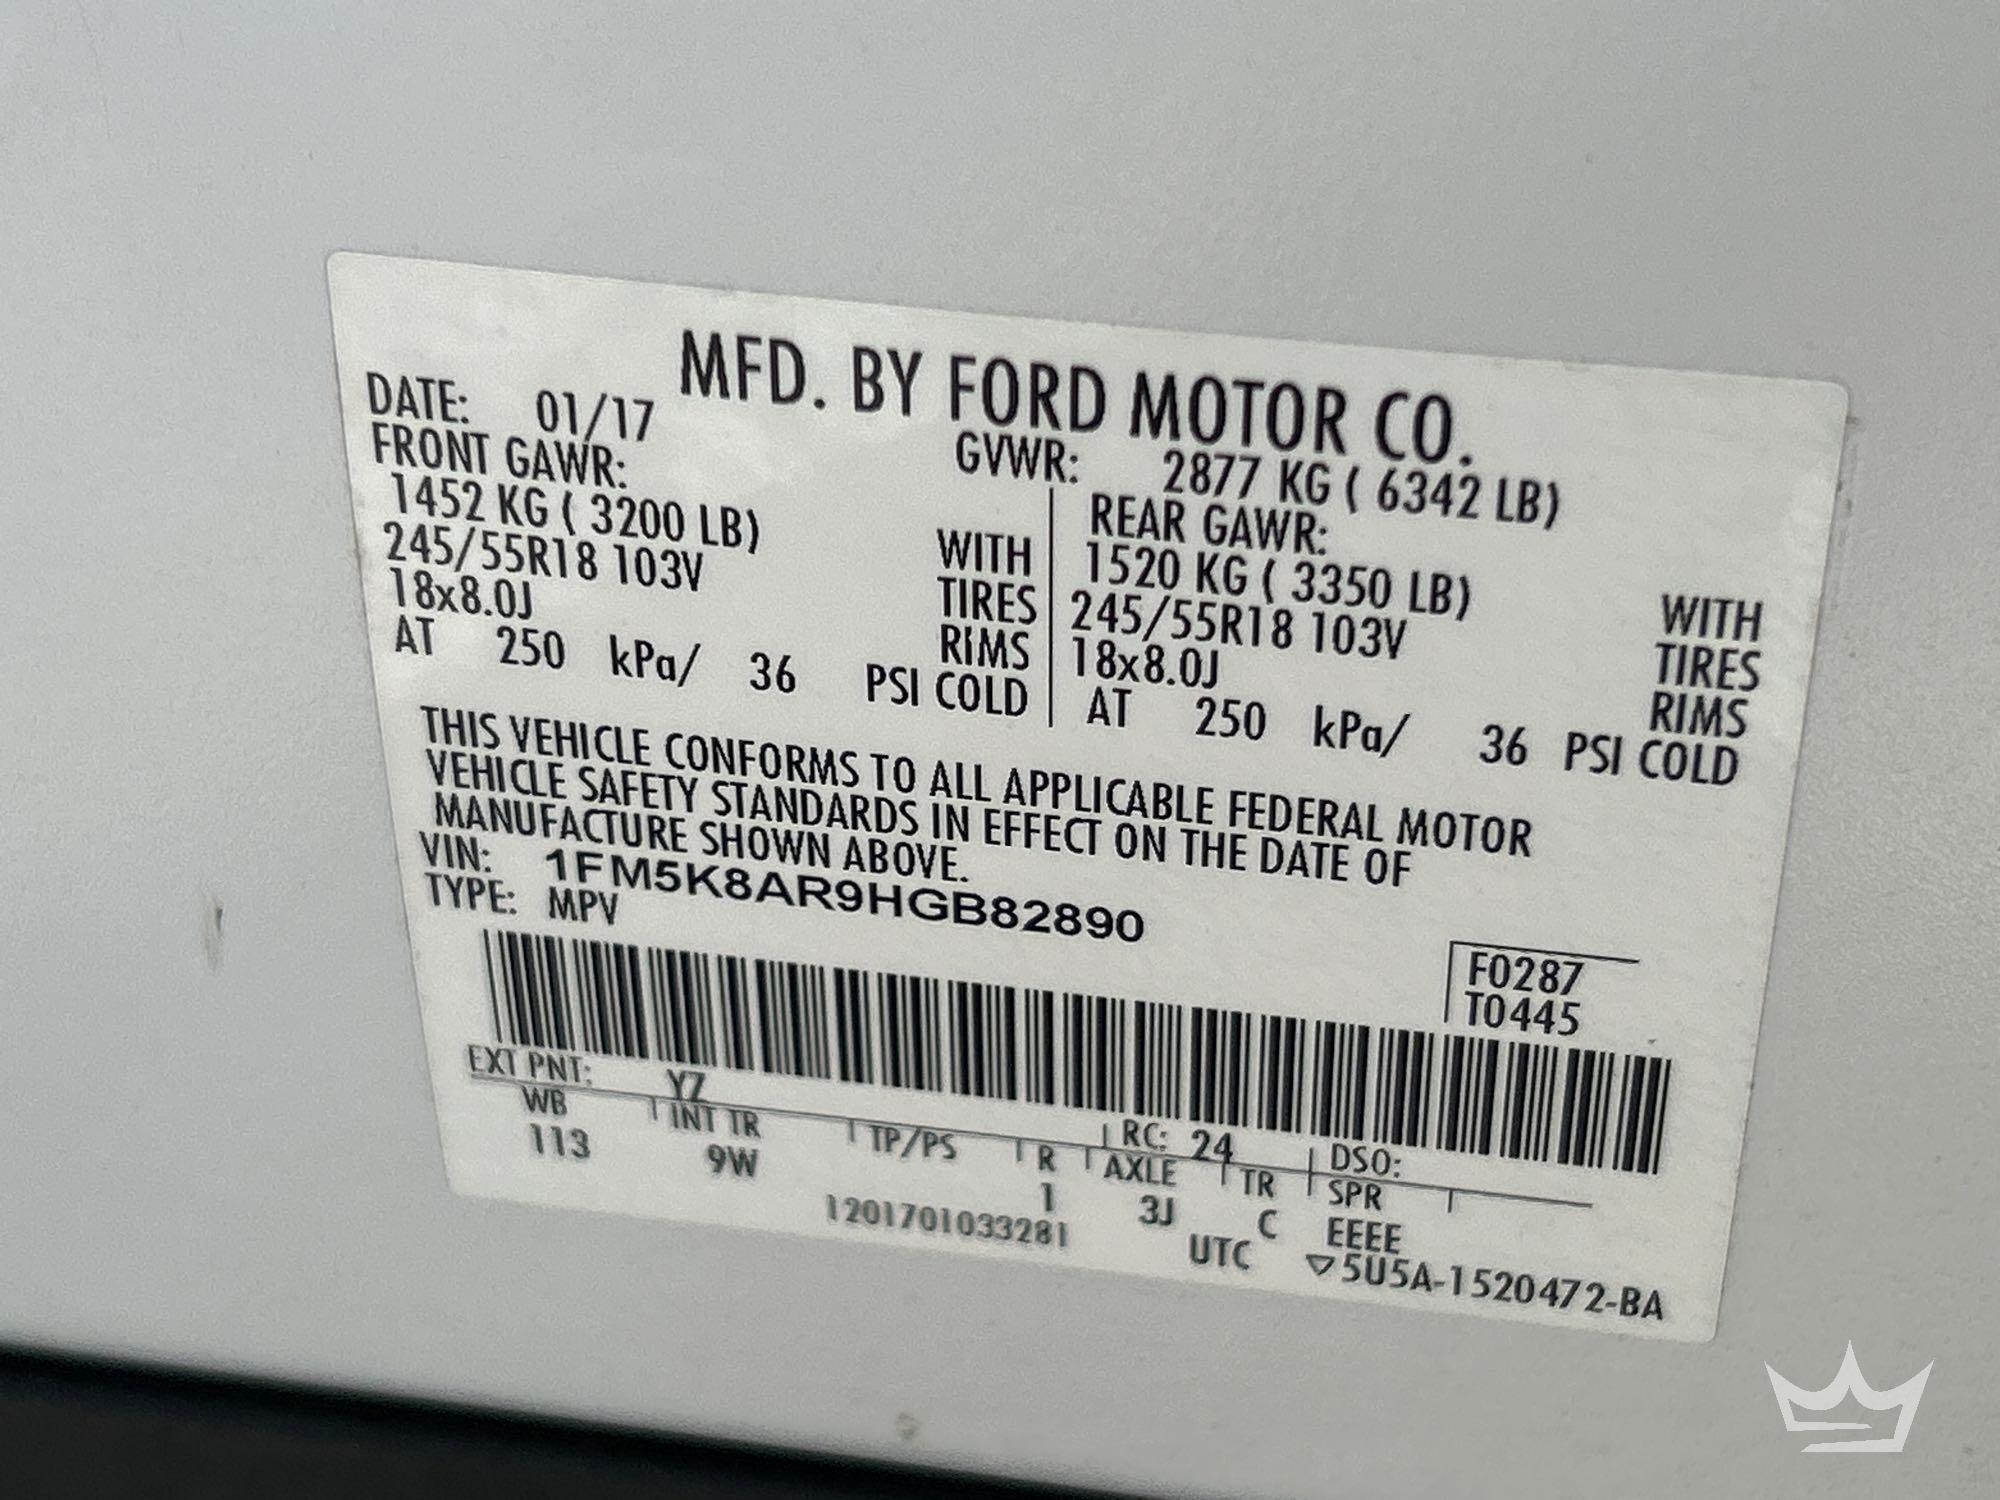 MFD. BY FORD MOTOR CO.
DATE: 01/17 GVWR: 2877 KG ( 6342 LB)
FRONT GAWR: REAR GAWR:
1452 KG ( 3200 LB) WITH 1520 KG ( 3350 LB) WITH
245/55R18 103V TIRES 245/55R18 103V TIRES
18x8.0J RIMS 18x8.0J RIMS
AT 250 kPa/ 36 PSI COLD AT 250 kPa/ 36 PSI COLD
THIS VEHICLE CONFORMS TO ALL APPLICABLE FEDERAL MOTOR
VEHICLE SAFETY STANDARDS IN EFFECT ON THE DATE OF
MANUFACTURE SHOWN ABOVE.
VIN: 1FM5K8AR9HGB82890
TYPE: MPV
F0287
T0445
EXT PNT: YZ RC: 24 DSO:
WB INT TR TP/PS R AXLE TR SPR
113 9W 1 3J C EEEE
1201701033281 UTC ▽5U5A-1520472-BA